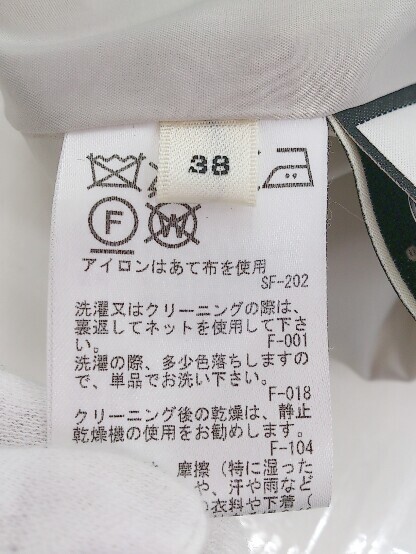 38
F
W
アイロンはあて布を使用
SF-202
洗濯又はクリーニングの際は、
裏返してネットを使用して下さ
い。
F-001
洗濯の際、多少色落ちしますの
で、単品でお洗い下さい。
F-018
クリーニング後の乾燥は、静止
乾燥機の使用をお勧めします。
F-104
摩擦（特に湿った
や、汗や雨など
の衣料や下着（